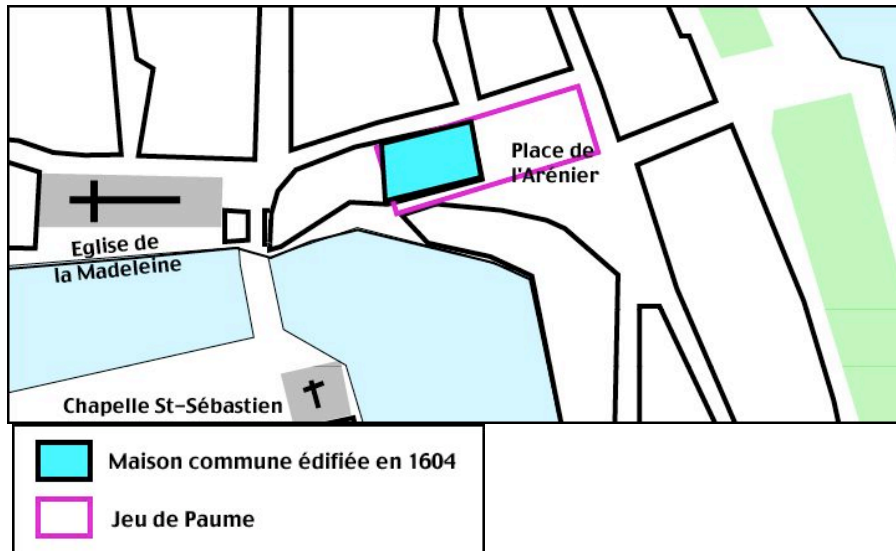 Place de
l'Arénier
Eglise de
la Madeleine
Chapelle St-Sébastien
Maison commune édifiée en 1604
Jeu de Paume